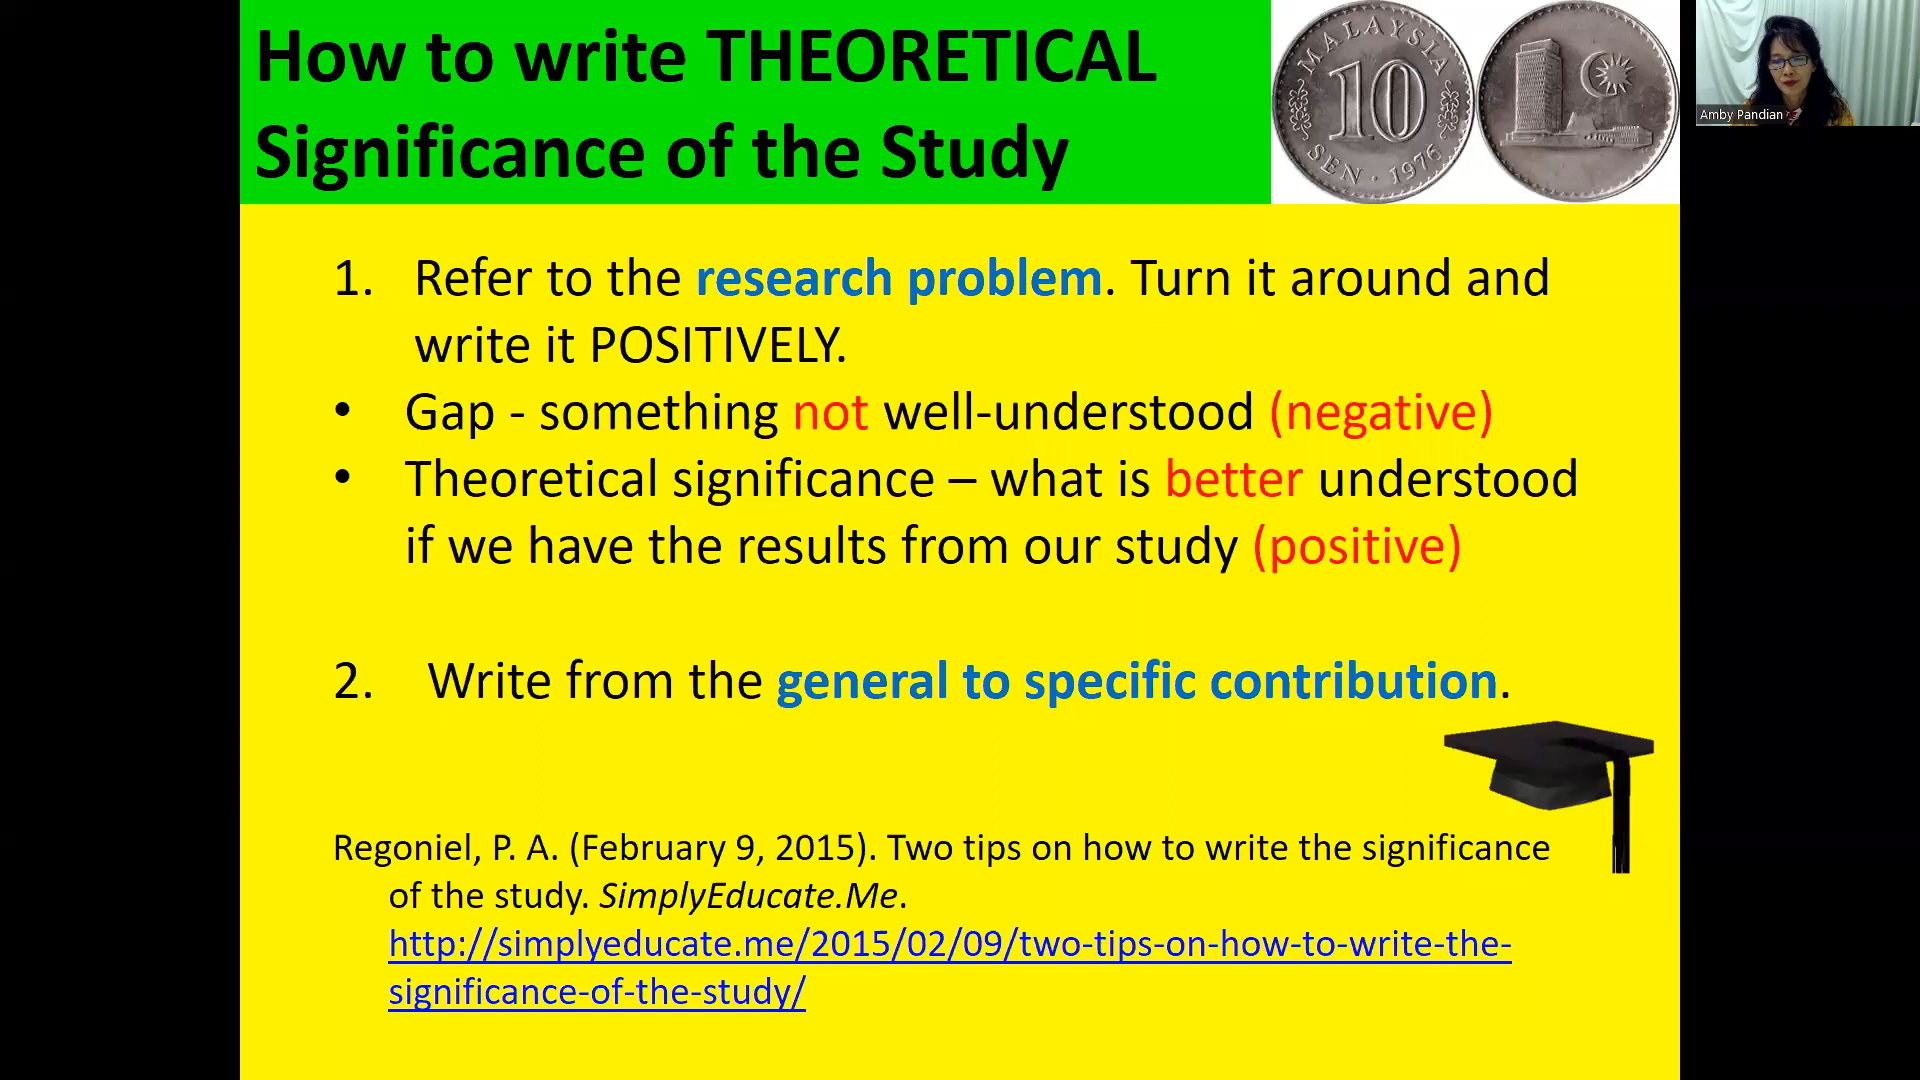 How to write THEORETICAL
Significance of the Study
MALAYSIA
10
SEN · 1976
Amby Pandian
1. Refer to the research problem. Turn it around and
write it POSITIVELY.
• Gap - something not well-understood (negative)
• Theoretical significance – what is better understood
if we have the results from our study (positive)
2. Write from the general to specific contribution.
Regoniel, P. A. (February 9, 2015). Two tips on how to write the significance
of the study. SimplyEducate.Me.
http://simplyeducate.me/2015/02/09/two-tips-on-how-to-write-the-
significance-of-the-study/